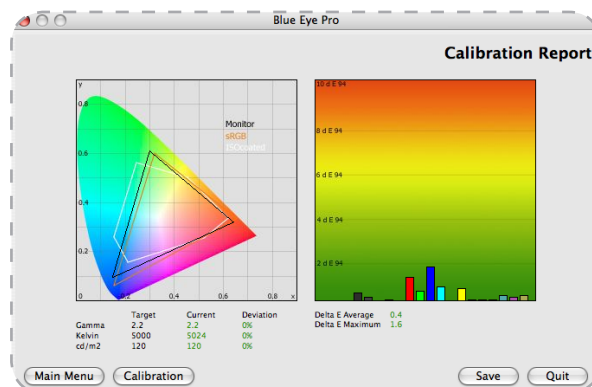 Blue Eye Pro
Calibration Report
y
0.8
0.6
0.4
0.2
0.2 0.4 0.6 0.8 x
Monitor
sRGB
ISOcoated
10 d E 94
8 d E 94
6 d E 94
4 d E 94
2 d E 94
Target Current Deviation
Gamma 2.2 2.2 0%
Kelvin 5000 5024 0%
cd/m2 120 120 0%
Delta E Average 0.4
Delta E Maximum 1.6
Main Menu Calibration Save Quit